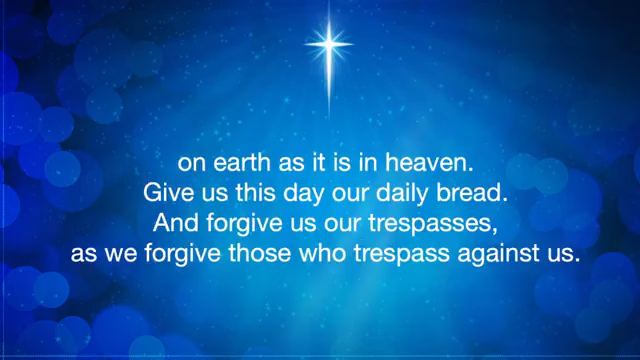 on earth as it is in heaven.
Give us this day our daily bread.
And forgive us our trespasses,
as we forgive those who trespass against us.